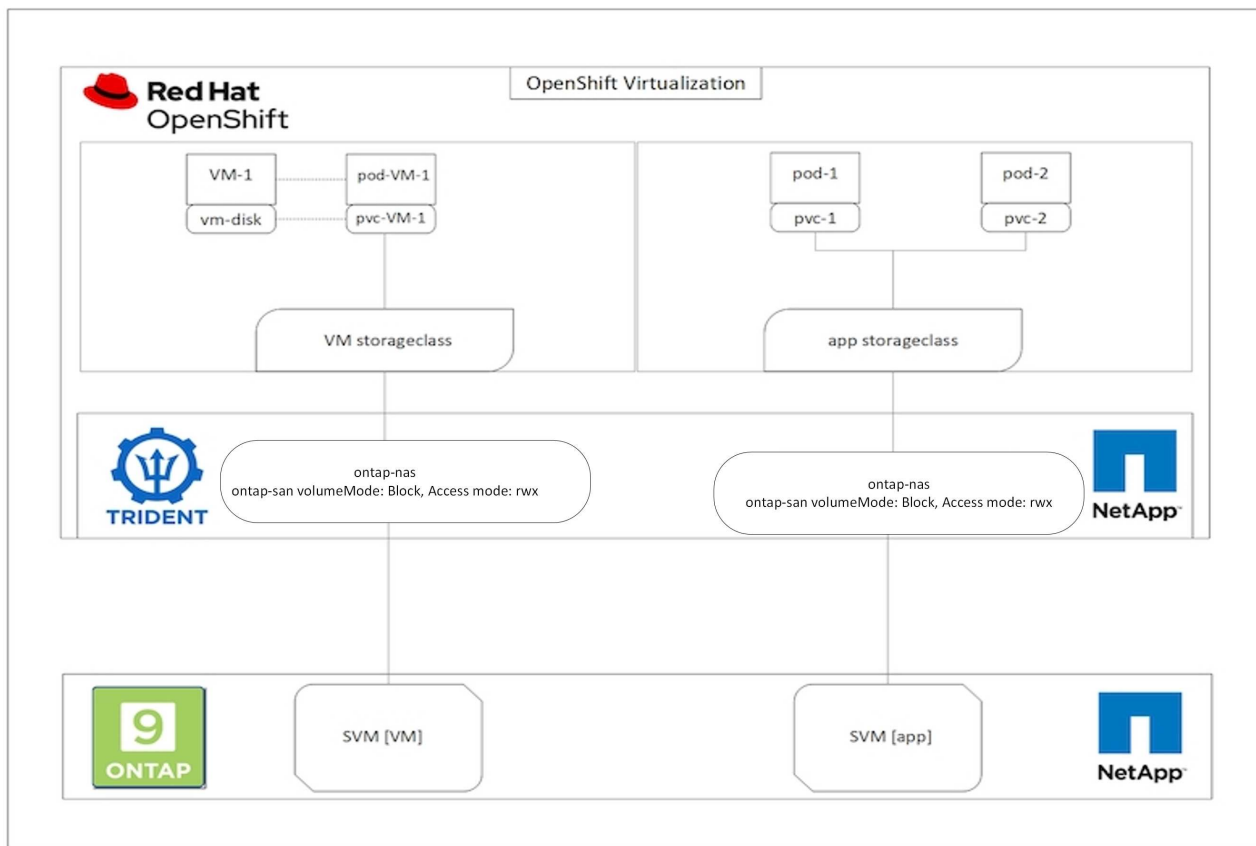 Red Hat
OpenShift
OpenShift Virtualization
VM-1
pod-VM-1
vm-disk
pvc-VM-1
pod-1
pod-2
pvc-1
pvc-2
VM storageclass
app storageclass
TRIDENT
ontap-nas
ontap-san volumeMode: Block, Access mode: rwx
ontap-nas
ontap-san volumeMode: Block, Access mode: rwx
NetApp™
9
ONTAP
SVM [VM]
SVM [app]
NetApp™